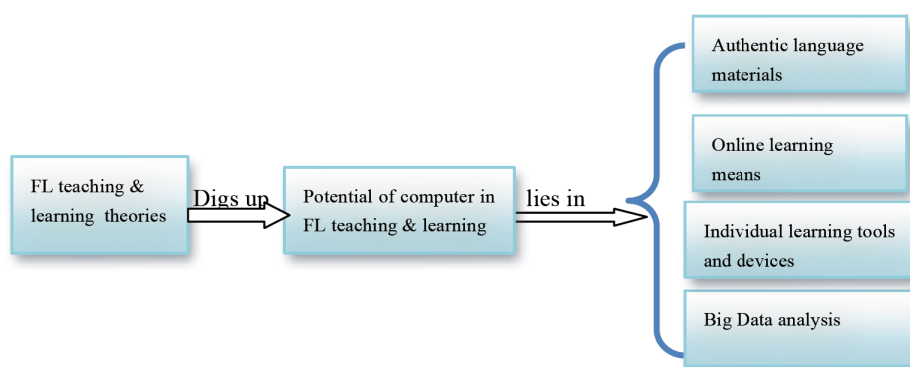 FL teaching &
learning theories
Digs up
Potential of computer in
FL teaching & learning
lies in
Authentic language
materials
Online learning
means
Individual learning tools
and devices
Big Data analysis